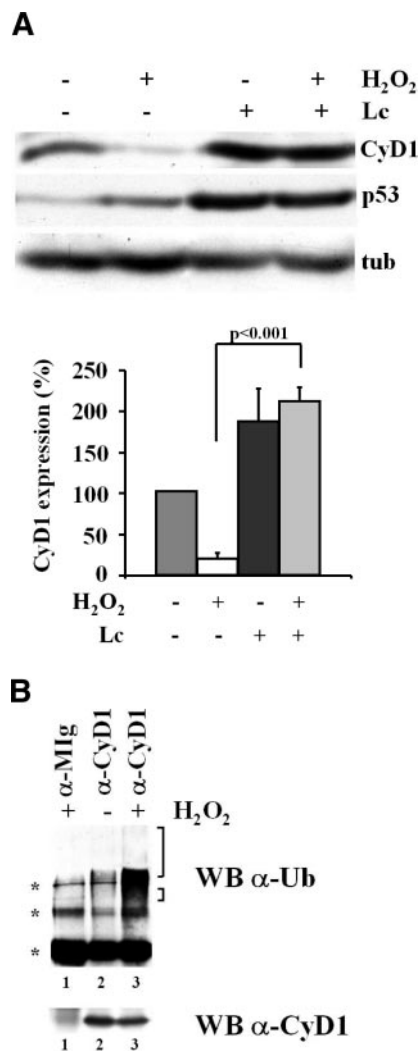 A
- + - + H₂O₂
- - + + Lc
CyD1
p53
tub
p<0.001
CyD1 expression (%)
250
200
150
100
50
0
H₂O₂ - + - +
Lc - - + +
B
α-MIg
α-CyD1
α-CyD1
+ - + H₂O₂
WB α-Ub
*
*
*
1 2 3
WB α-CyD1
1 2 3